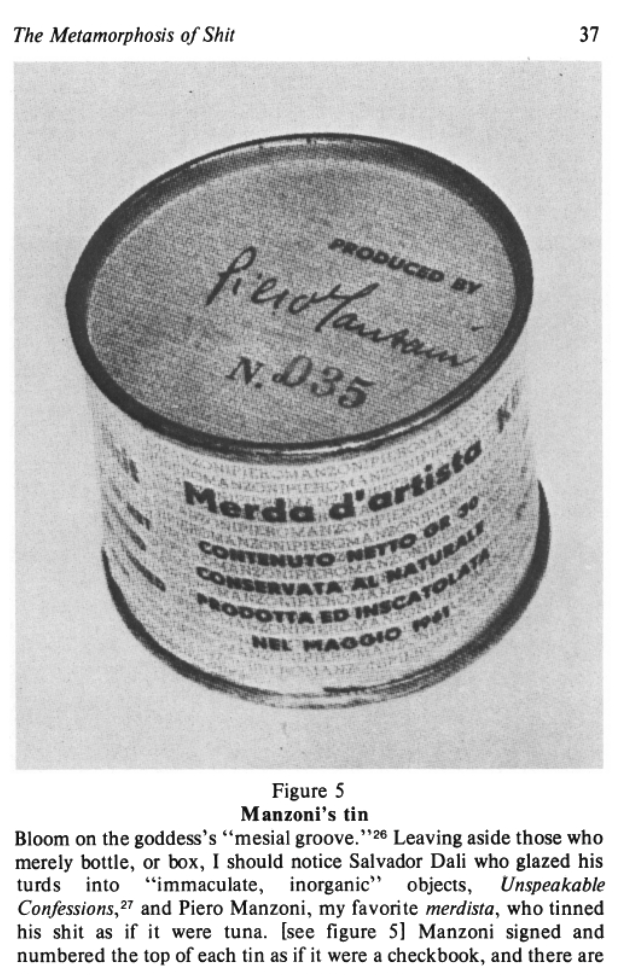 The Metamorphosis of Shit 37
PRODUCED BY
Piero Manzoni
N. 035
Merda d'artista
CONTENUTO NETTO GR 30
CONSERVATA AL NATURALE
PRODOTTA ED INSCATOLATA
NEL MAGGIO 1961
Figure 5
Manzoni's tin
Bloom on the goddess's "mesial groove."26 Leaving aside those who
merely bottle, or box, I should notice Salvador Dali who glazed his
turds into "immaculate, inorganic" objects, Unspeakable
Confessions,27 and Piero Manzoni, my favorite merdista, who tinned
his shit as if it were tuna. [see figure 5] Manzoni signed and
numbered the top of each tin as if it were a checkbook, and there are